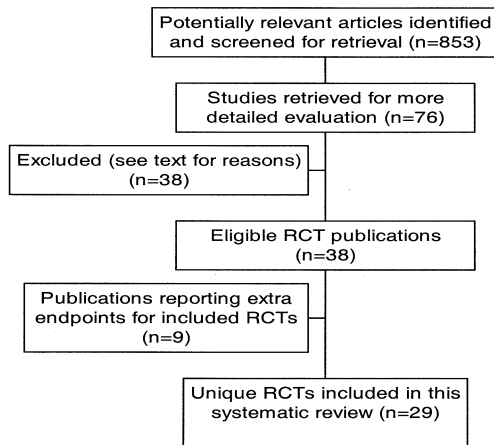 Potentially relevant articles identified
and screened for retrieval (n=853)
Studies retrieved for more
detailed evaluation (n=76)
Excluded (see text for reasons)
(n=38)
Eligible RCT publications
(n=38)
Publications reporting extra
endpoints for included RCTs
(n=9)
Unique RCTs included in this
systematic review (n=29)